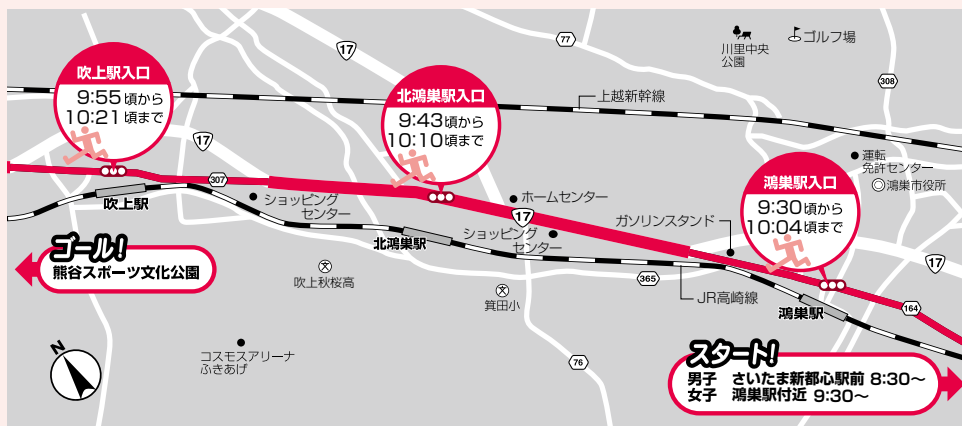 77
川里中央
公園
ゴルフ場
308
17
吹上駅入口
9:55頃から
10:21頃まで
北鴻巣駅入口
9:43頃から
10:10頃まで
上越新幹線
17
運転
免許センター
鴻巣市役所
鴻巣駅入口
9:30頃から
10:04頃まで
307
吹上駅
ショッピング
センター
ホームセンター
17
ガソリンスタンド
ショッピング
センター
北鴻巣駅
ゴール!
熊谷スポーツ文化公園
吹上秋桜高
文
箕田小
文
365
JR高崎線
17
鴻巣駅
164
N
コスモスアリーナ
ふきあげ
76
スタート!
男子 さいたま新都心駅前 8:30〜
女子 鴻巣駅付近 9:30〜